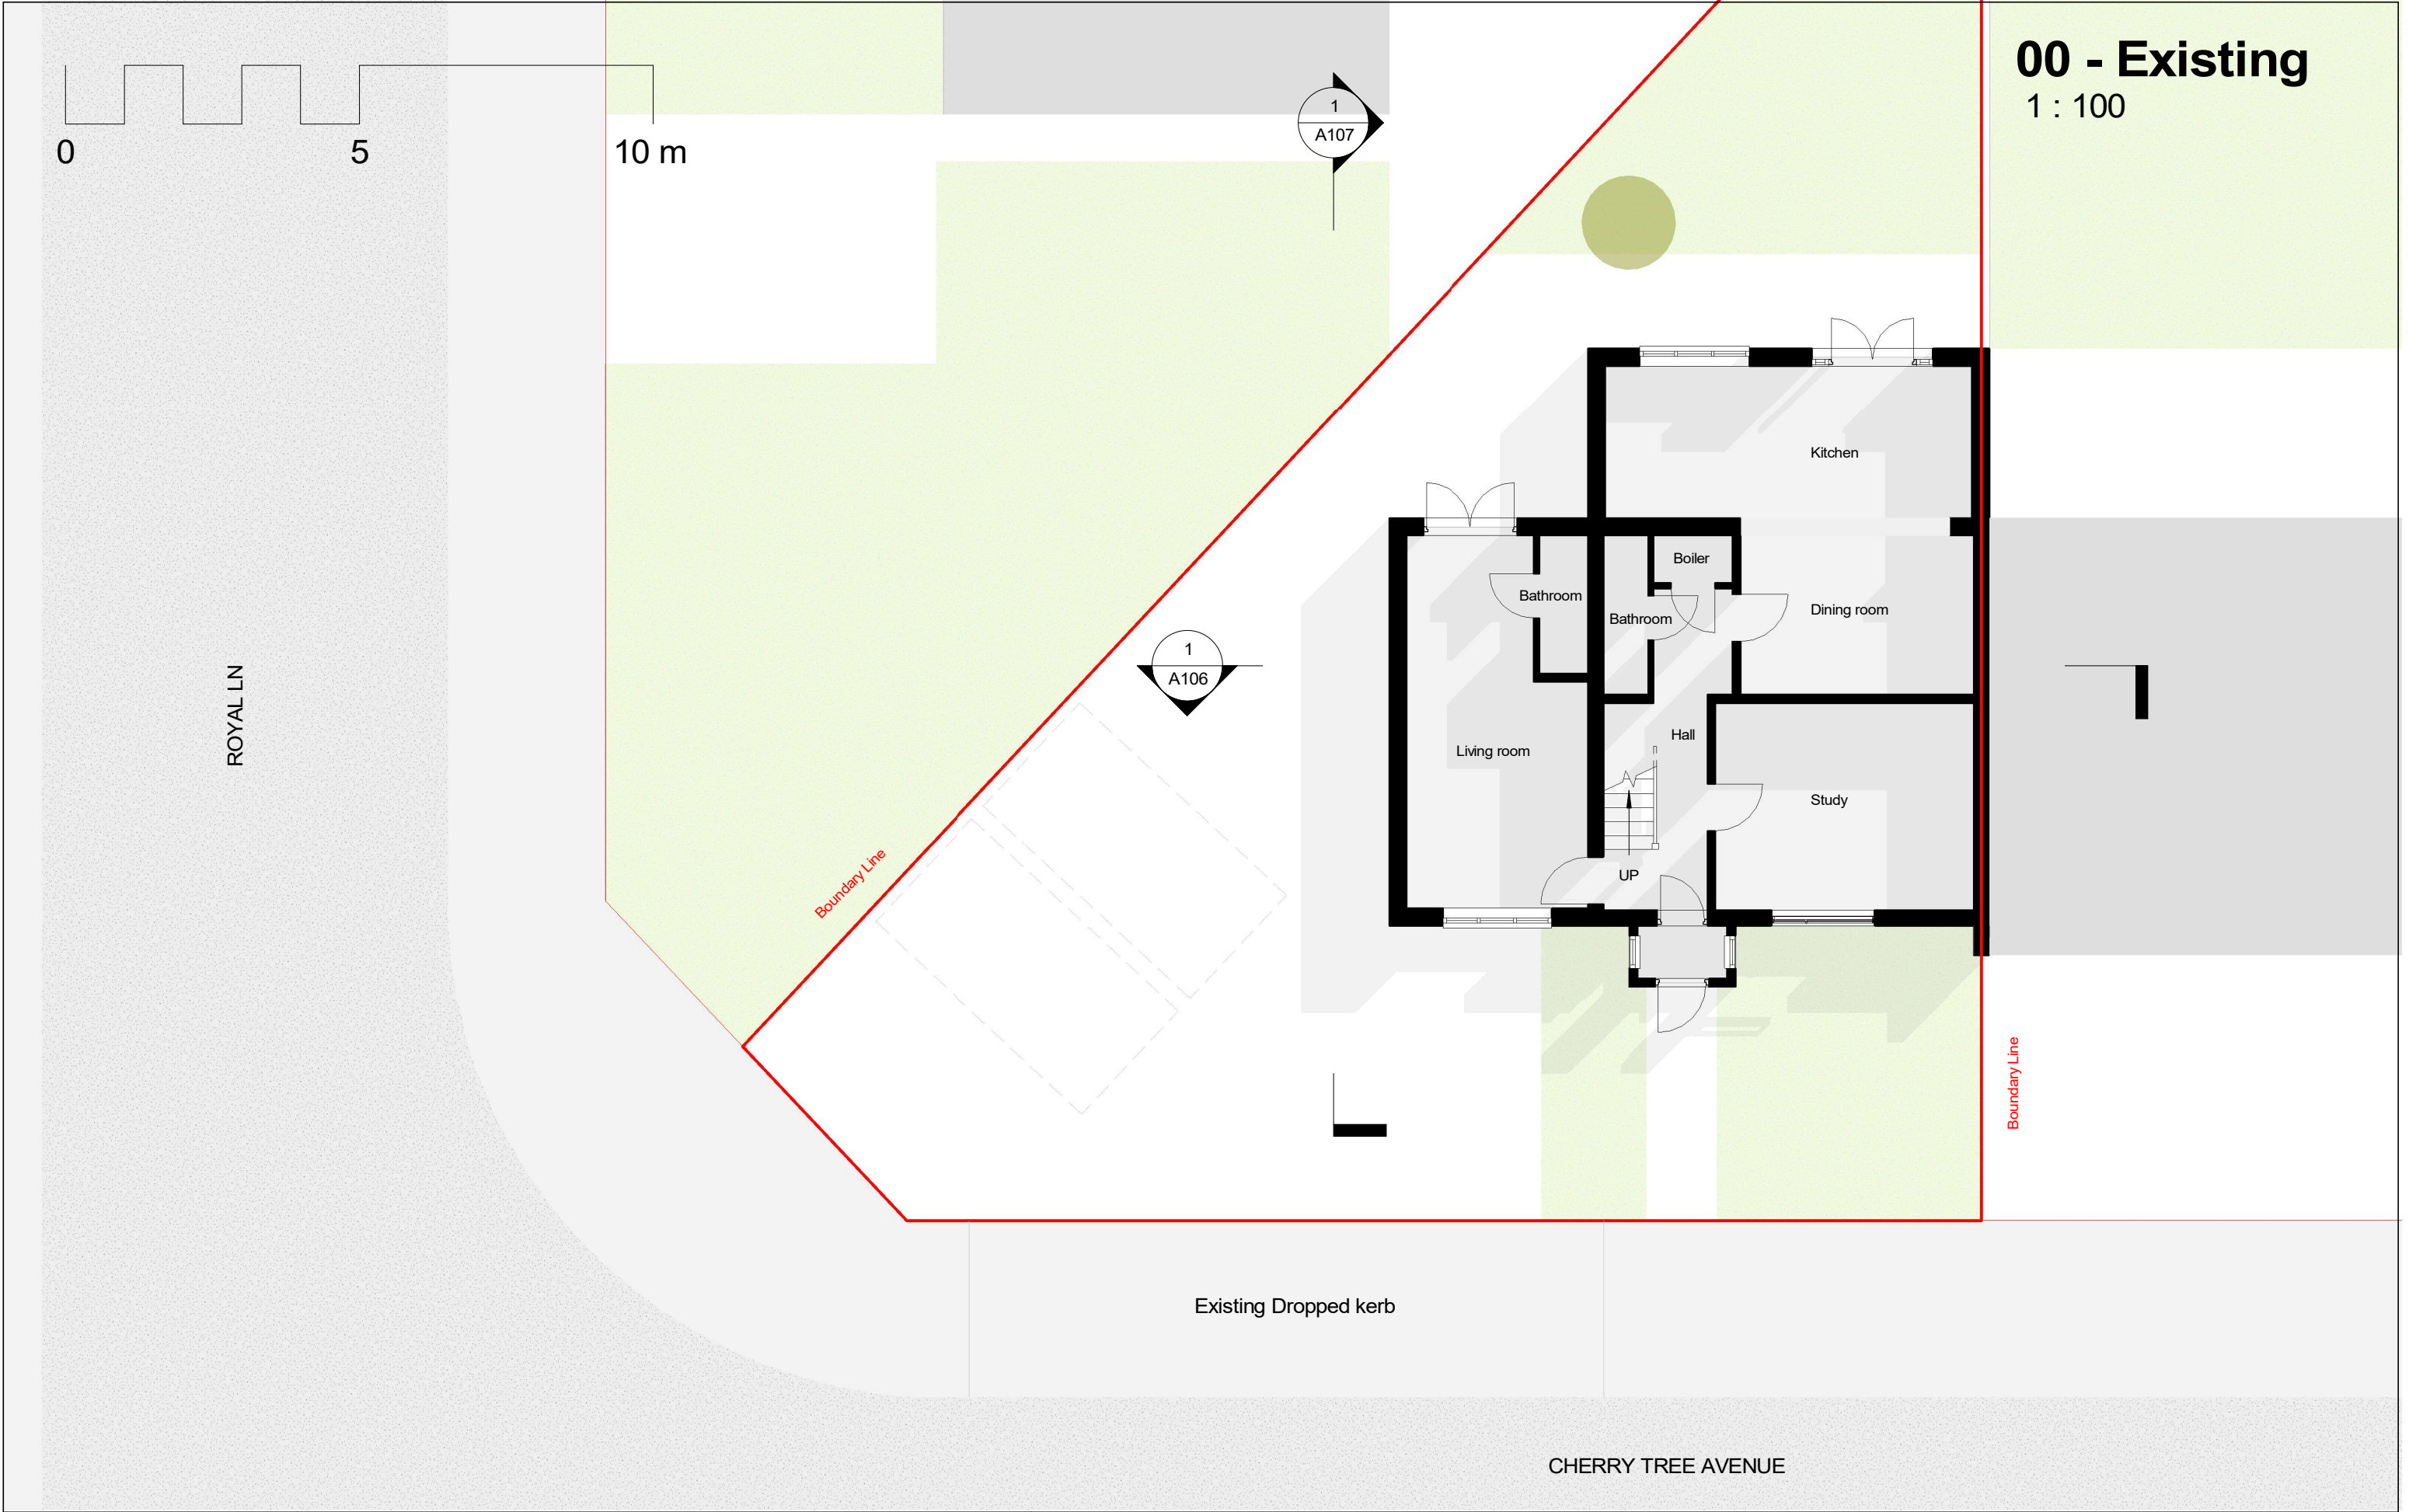 00 - Existing
1 : 100
0
5
10 m
1
A107
Kitchen
Boiler
Bathroom
Bathroom
Dining room
1
A106
ROYAL LN
Living room
Hall
Study
UP
Boundary Line
Boundary Line
Existing Dropped kerb
CHERRY TREE AVENUE